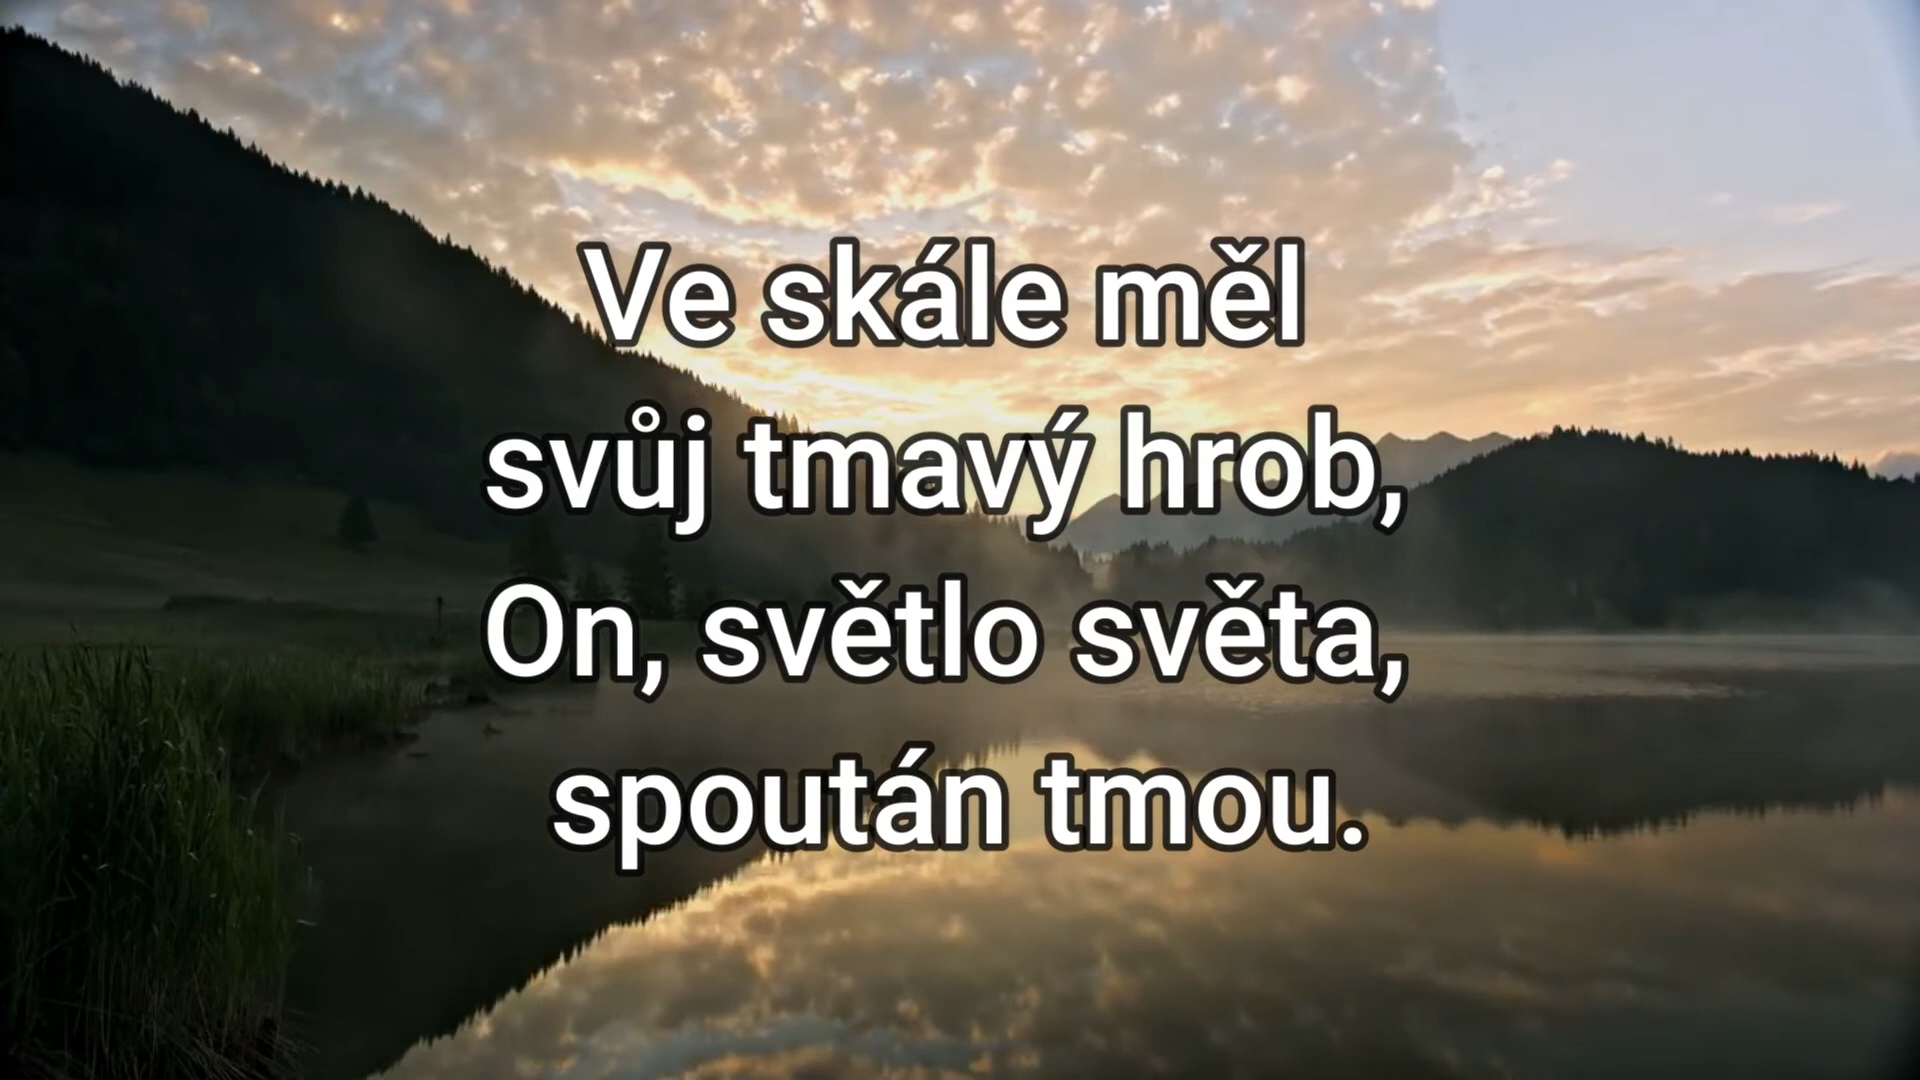 Ve skále měl
svůj tmavý hrob,
On, světlo světa,
spoután tmou.